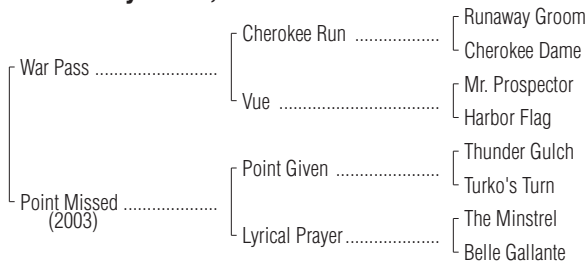 Runaway Groom
Cherokee Run ..................
Cherokee Dame
War Pass ..........................
Mr. Prospector
Vue ..................................
Harbor Flag
Thunder Gulch
Point Given ......................
Turko's Turn
Point Missed ....................
(2003)
The Minstrel
Lyrical Prayer...................
Belle Gallante